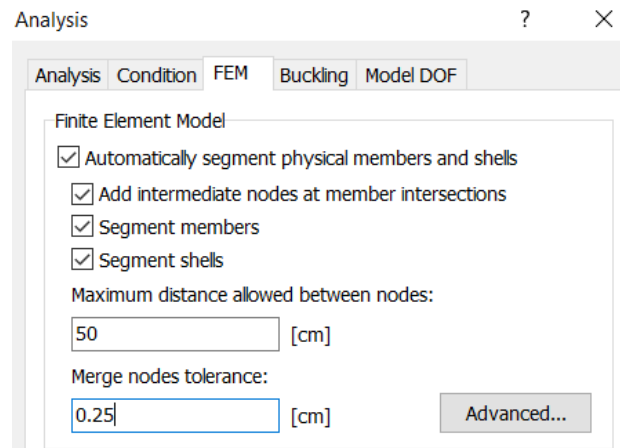 Analysis ? ×
Analysis Condition FEM Buckling Model DOF
Finite Element Model
Automatically segment physical members and shells
Add intermediate nodes at member intersections
Segment members
Segment shells
Maximum distance allowed between nodes:
50 [cm]
Merge nodes tolerance:
0.25 [cm] Advanced...